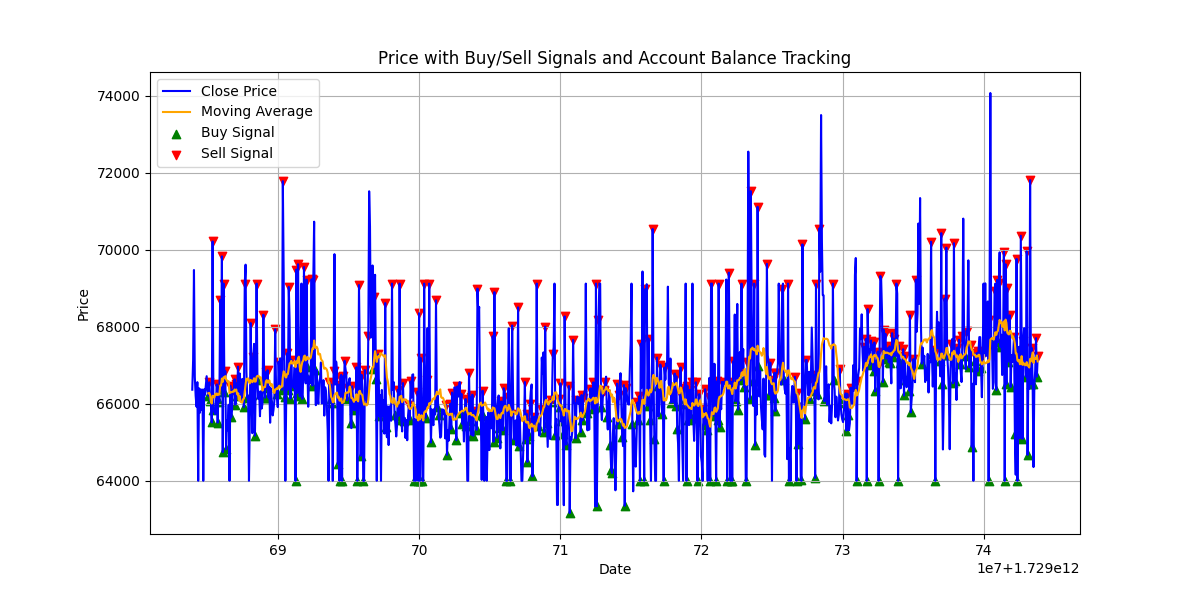 Price with Buy/Sell Signals and Account Balance Tracking
Close Price
Moving Average
Buy Signal
Sell Signal
74000
72000
70000
68000
66000
64000
Price
69 70 71 72 73 74
Date
1e7+1.729e12